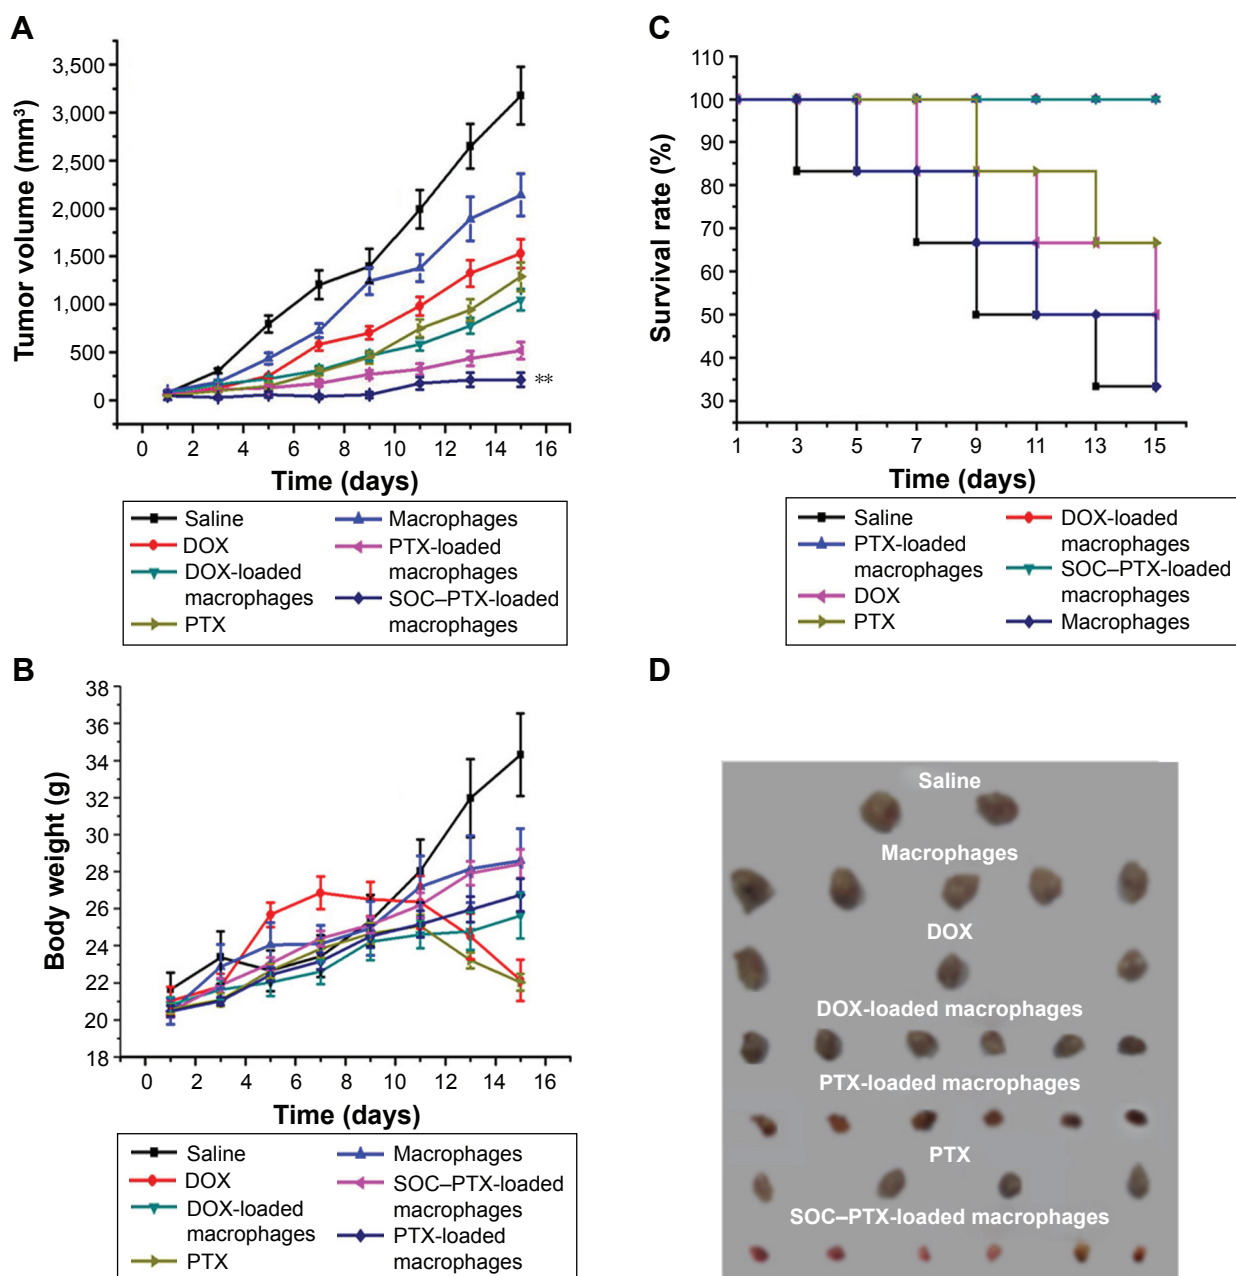 A
Tumor volume (mm³)
3,500
3,000
2,500
2,000
1,500
1,000
500
0
**
0 2 4 6 8 10 12 14 16
Time (days)
Saline
DOX
DOX-loaded
macrophages
PTX
Macrophages
PTX-loaded
macrophages
SOC–PTX-loaded
macrophages
C
Survival rate (%)
110
100
90
80
70
60
50
40
30
1 3 5 7 9 11 13 15
Time (days)
Saline
PTX-loaded
macrophages
DOX
PTX
DOX-loaded
macrophages
SOC–PTX-loaded
macrophages
Macrophages
B
Body weight (g)
38
36
34
32
30
28
26
24
22
20
18
0 2 4 6 8 10 12 14 16
Time (days)
Saline
DOX
DOX-loaded
macrophages
PTX
Macrophages
SOC–PTX-loaded
macrophages
PTX-loaded
macrophages
D
Saline
Macrophages
DOX
DOX-loaded macrophages
PTX-loaded macrophages
PTX
SOC–PTX-loaded macrophages